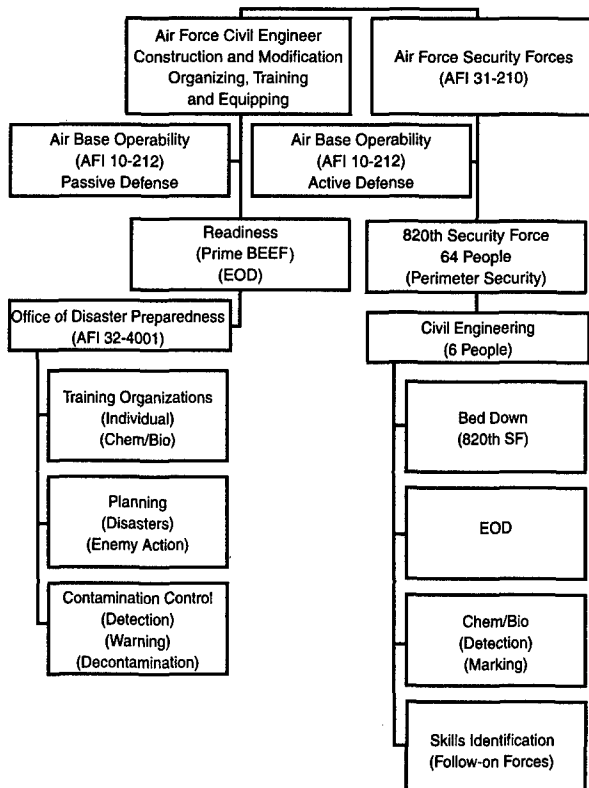 Air Force Civil Engineer
Construction and Modification
Organizing, Training
and Equipping
Air Force Security Forces
(AFI 31-210)
Air Base Operability
(AFI 10-212)
Passive Defense
Air Base Operability
(AFI 10-212)
Active Defense
Readiness
(Prime BEEF)
(EOD)
820th Security Force
64 People
(Perimeter Security)
Office of Disaster Preparedness
(AFI 32-4001)
Civil Engineering
(6 People)
Training Organizations
(Individual)
(Chem/Bio)
Planning
(Disasters)
(Enemy Action)
Contamination Control
(Detection)
(Warning)
(Decontamination)
Bed Down
(820th SF)
EOD
Chem/Bio
(Detection)
(Marking)
Skills Identification
(Follow-on Forces)